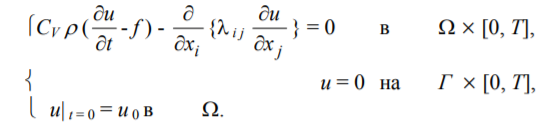 ⎧ C_V ρ(∂u/∂t - f) - ∂/∂x_i {λ_ij ∂u/∂x_j} = 0 в Ω × [0, T],
{ u = 0 на Γ × [0, T],
⎩ u|_{t=0} = u_0 в Ω.